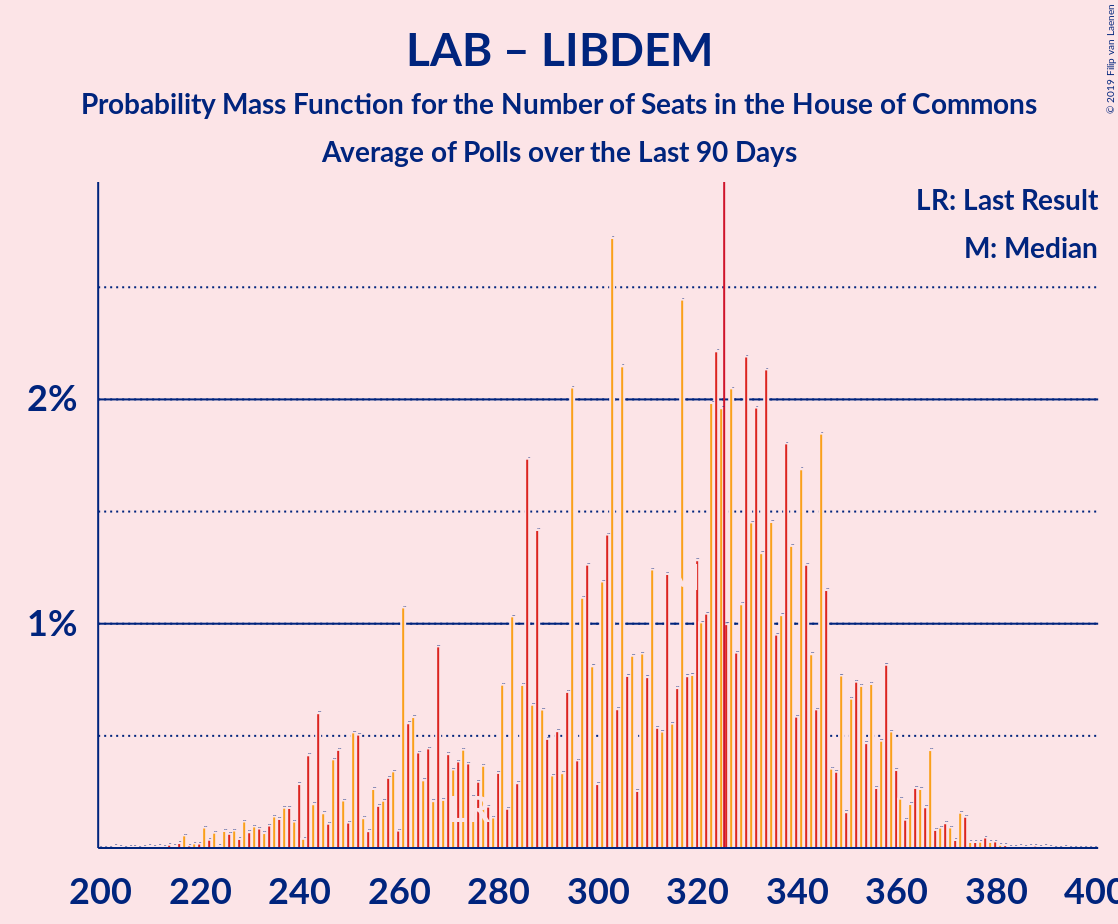 LAB – LIBDEM
Probability Mass Function for the Number of Seats in the House of Commons
Average of Polls over the Last 90 Days
© 2019 Filip van Laenen
LR: Last Result
M: Median
2%
1%
LR
M
200 220 240 260 280 300 320 340 360 380 400